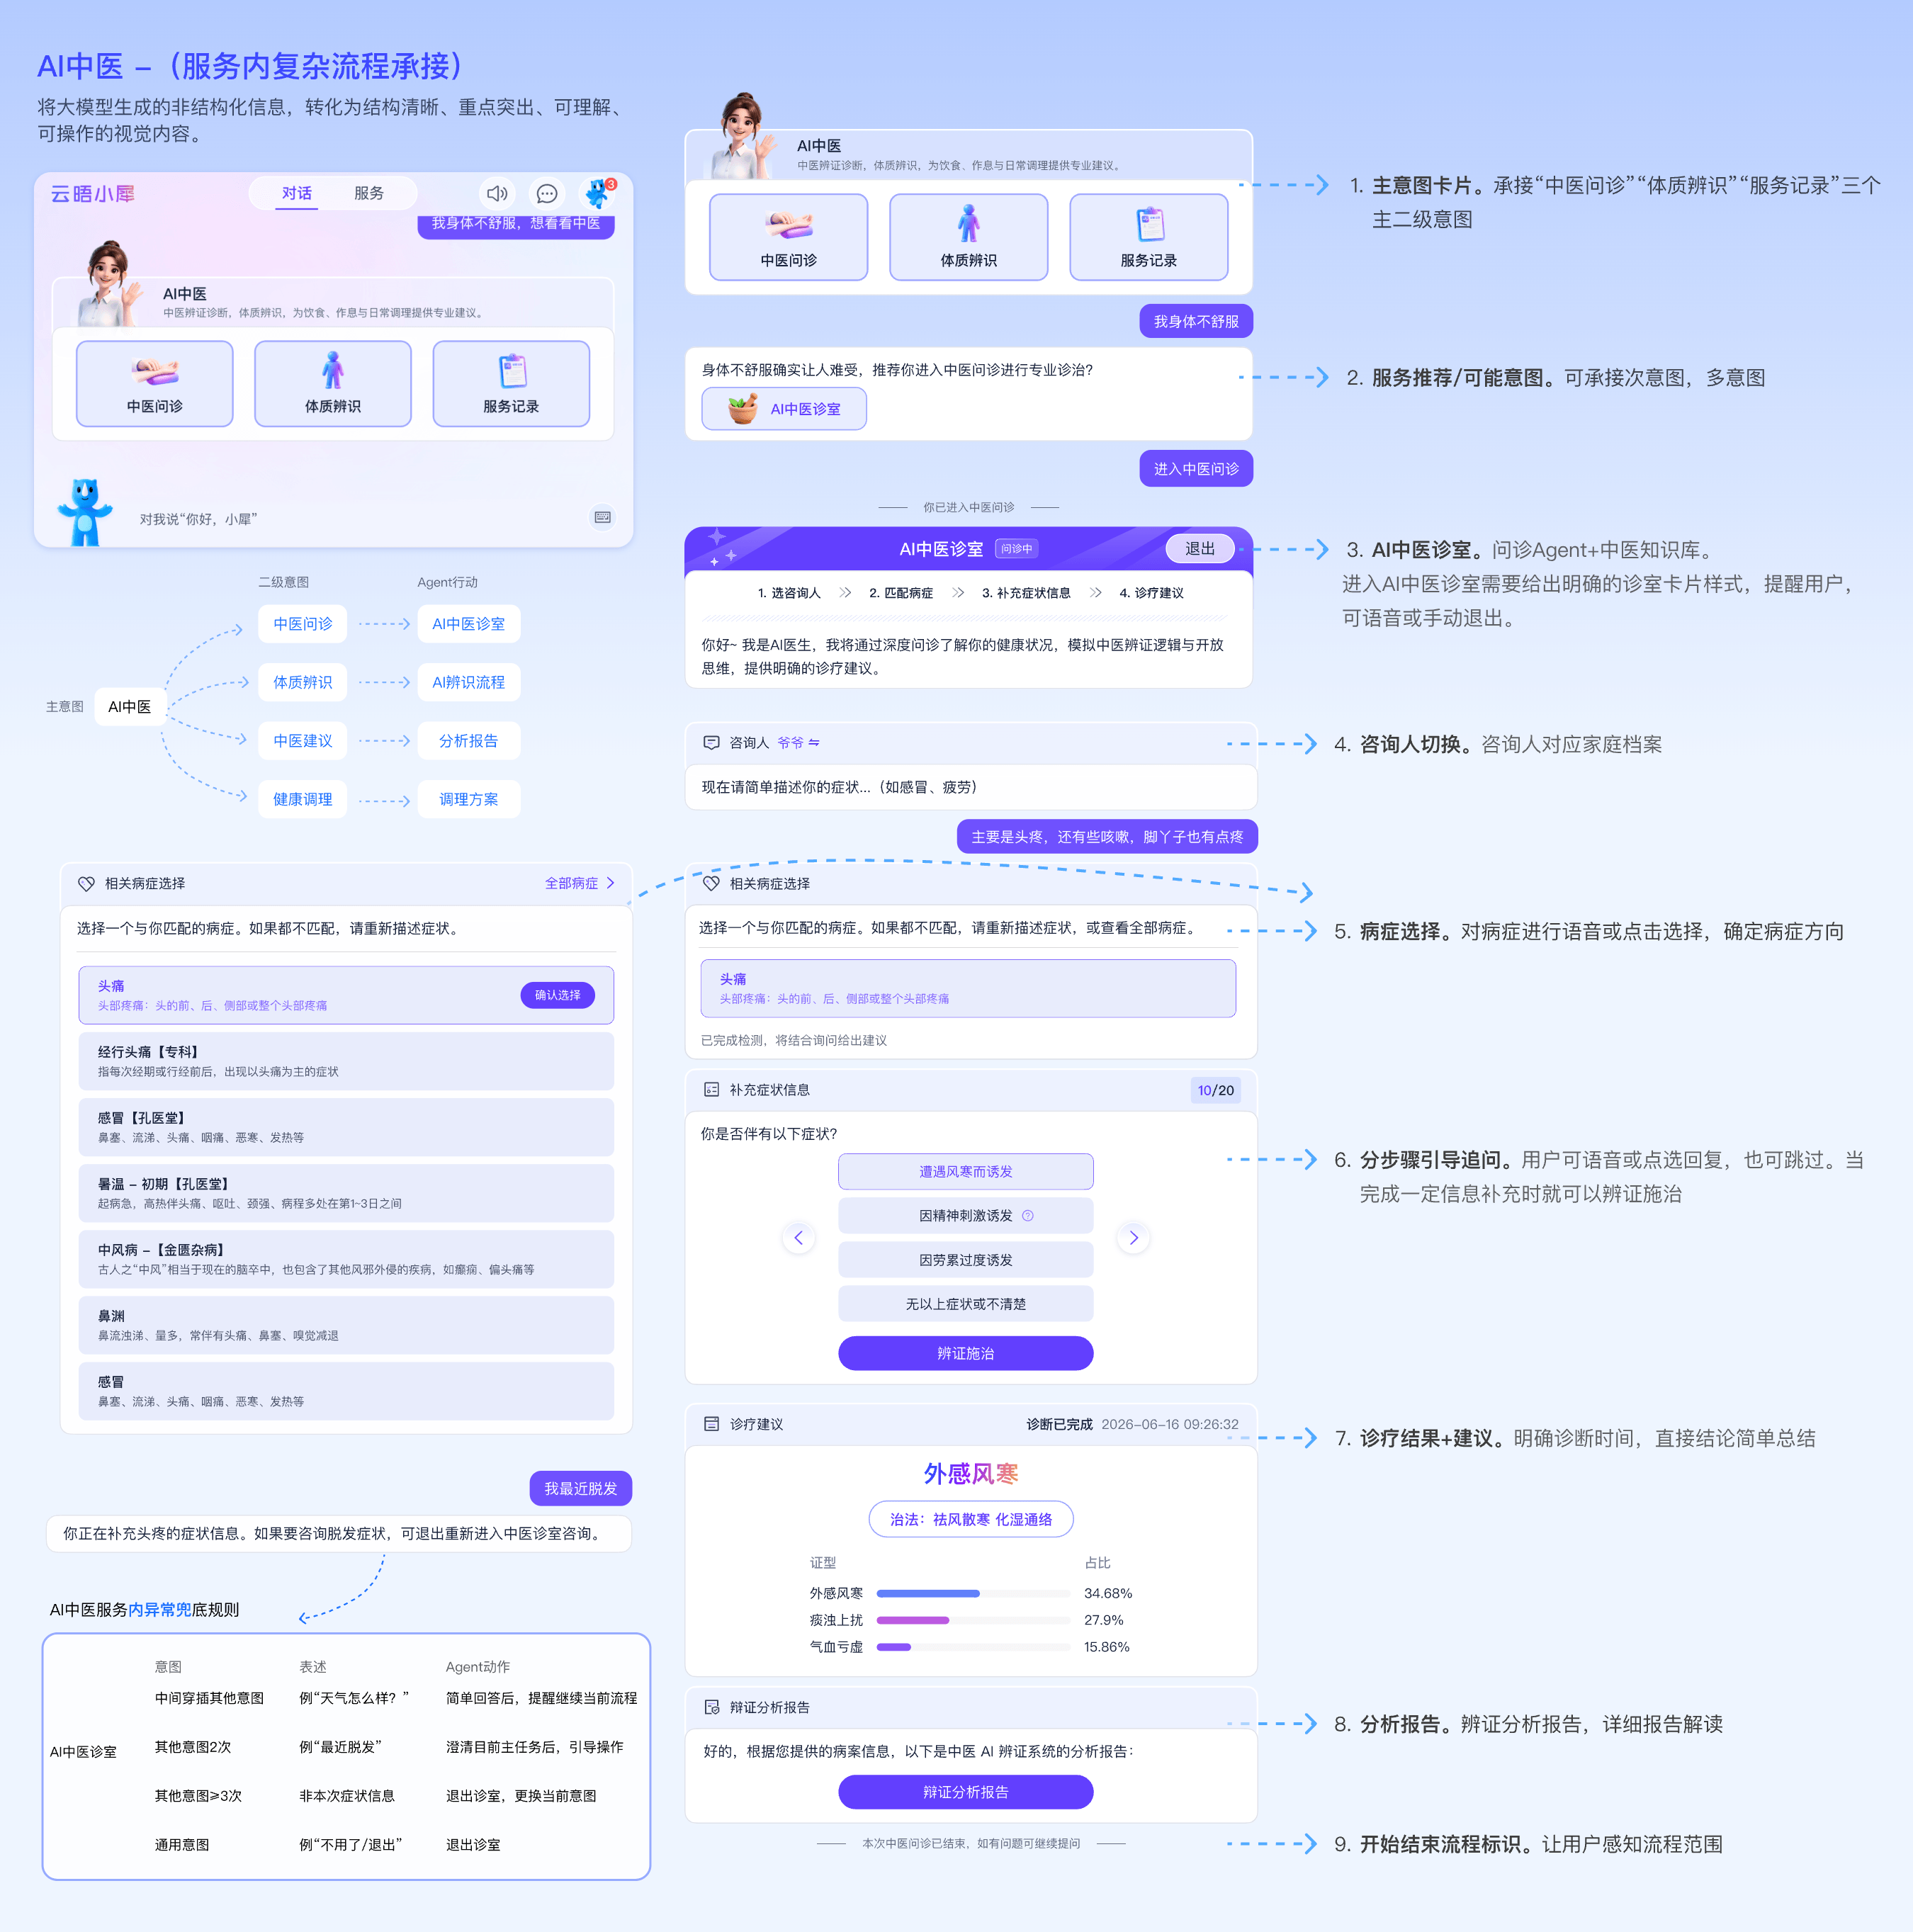 AI中医 –（服务内复杂流程承接）
将大模型生成的非结构化信息，转化为结构清晰、重点突出、可理解、
可操作的视觉内容。
云晤小犀
对话
服务
3
我身体不舒服，想看看中医
AI中医
中医辨证诊断，体质辨识，为饮食、作息与日常调理提供专业建议。
中医问诊
体质辨识
服务记录
对我说“你好，小犀”
二级意图
Agent行动
主意图
AI中医
中医问诊
AI中医诊室
体质辨识
AI辨识流程
中医建议
分析报告
健康调理
调理方案
相关病症选择
全部病症
选择一个与你匹配的病症。如果都不匹配，请重新描述症状。
头痛
头部疼痛：头的前、后、侧部或整个头部疼痛
确认选择
经行头痛【专科】
指每次经期或行经前后，出现以头痛为主的症状
感冒【孔医堂】
鼻塞、流涕、头痛、咽痛、恶寒、发热等
暑温 – 初期【孔医堂】
起病急，高热伴头痛、呕吐、颈强、病程多处在第1~3日之间
中风病 –【金匮杂病】
古人之“中风”相当于现在的脑卒中，也包含了其他风邪外侵的疾病，如癫痫、偏头痛等
鼻渊
鼻流浊涕、量多，常伴有头痛、鼻塞、嗅觉减退
感冒
鼻塞、流涕、头痛、咽痛、恶寒、发热等
我最近脱发
你正在补充头疼的症状信息。如果要咨询脱发症状，可退出重新进入中医诊室咨询。
AI中医服务内异常兜底规则
意图
表述
Agent动作
AI中医诊室
中间穿插其他意图
例“天气怎么样？”
简单回答后，提醒继续当前流程
其他意图2次
例“最近脱发”
澄清目前主任务后，引导操作
其他意图≥3次
非本次症状信息
退出诊室，更换当前意图
通用意图
例“不用了/退出”
退出诊室
AI中医
中医辨证诊断，体质辨识，为饮食、作息与日常调理提供专业建议。
中医问诊
体质辨识
服务记录
我身体不舒服
身体不舒服确实让人难受，推荐你进入中医问诊进行专业诊治?
AI中医诊室
进入中医问诊
你已进入中医问诊
AI中医诊室
问诊中
退出
1. 选咨询人
2. 匹配病症
3. 补充症状信息
4. 诊疗建议
你好~ 我是AI医生，我将通过深度问诊了解你的健康状况，模拟中医辨证逻辑与开放
思维，提供明确的诊疗建议。
咨询人
爷爷
现在请简单描述你的症状...（如感冒、疲劳）
主要是头疼，还有些咳嗽，脚丫子也有点疼
相关病症选择
选择一个与你匹配的病症。如果都不匹配，请重新描述症状，或查看全部病症。
头痛
头部疼痛：头的前、后、侧部或整个头部疼痛
已完成检测，将结合询问给出建议
补充症状信息
10/20
你是否伴有以下症状？
遭遇风寒而诱发
因精神刺激诱发
因劳累过度诱发
无以上症状或不清楚
辨证施治
诊疗建议
诊断已完成 2026-06-16 09:26:32
外感风寒
治法：祛风散寒 化湿通络
证型
占比
外感风寒
34.68%
痰浊上扰
27.9%
气血亏虚
15.86%
辩证分析报告
好的，根据您提供的病案信息，以下是中医 AI 辨证系统的分析报告：
辩证分析报告
本次中医问诊已结束，如有问题可继续提问
1. 主意图卡片。承接“中医问诊”“体质辨识”“服务记录”三个
主二级意图
2. 服务推荐/可能意图。可承接次意图，多意图
3. AI中医诊室。问诊Agent+中医知识库。
进入AI中医诊室需要给出明确的诊室卡片样式，提醒用户，
可语音或手动退出。
4. 咨询人切换。咨询人对应家庭档案
5. 病症选择。对病症进行语音或点击选择，确定病症方向
6. 分步骤引导追问。用户可语音或点选回复，也可跳过。当
完成一定信息补充时就可以辨证施治
7. 诊疗结果+建议。明确诊断时间，直接结论简单总结
8. 分析报告。辨证分析报告，详细报告解读
9. 开始结束流程标识。让用户感知流程范围